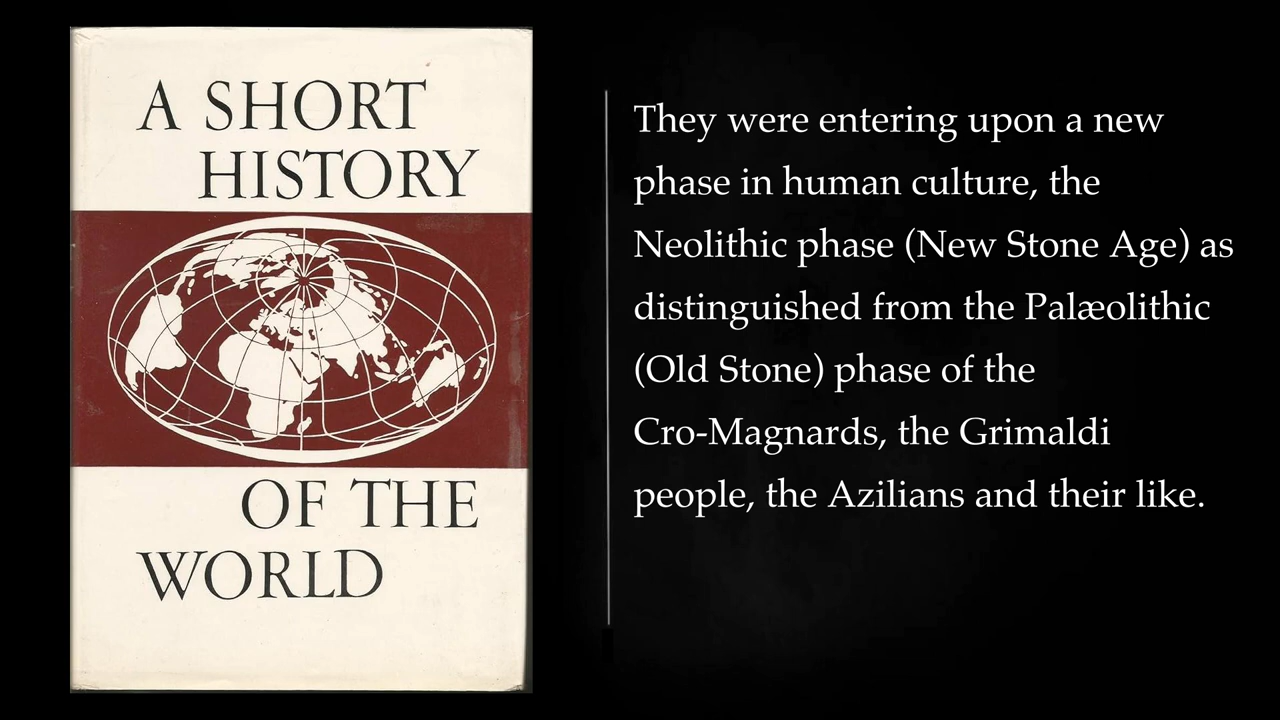 A SHORT
HISTORY
OF THE
WORLD
They were entering upon a new
phase in human culture, the
Neolithic phase (New Stone Age) as
distinguished from the Palæolithic
(Old Stone) phase of the
Cro-Magnards, the Grimaldi
people, the Azilians and their like.